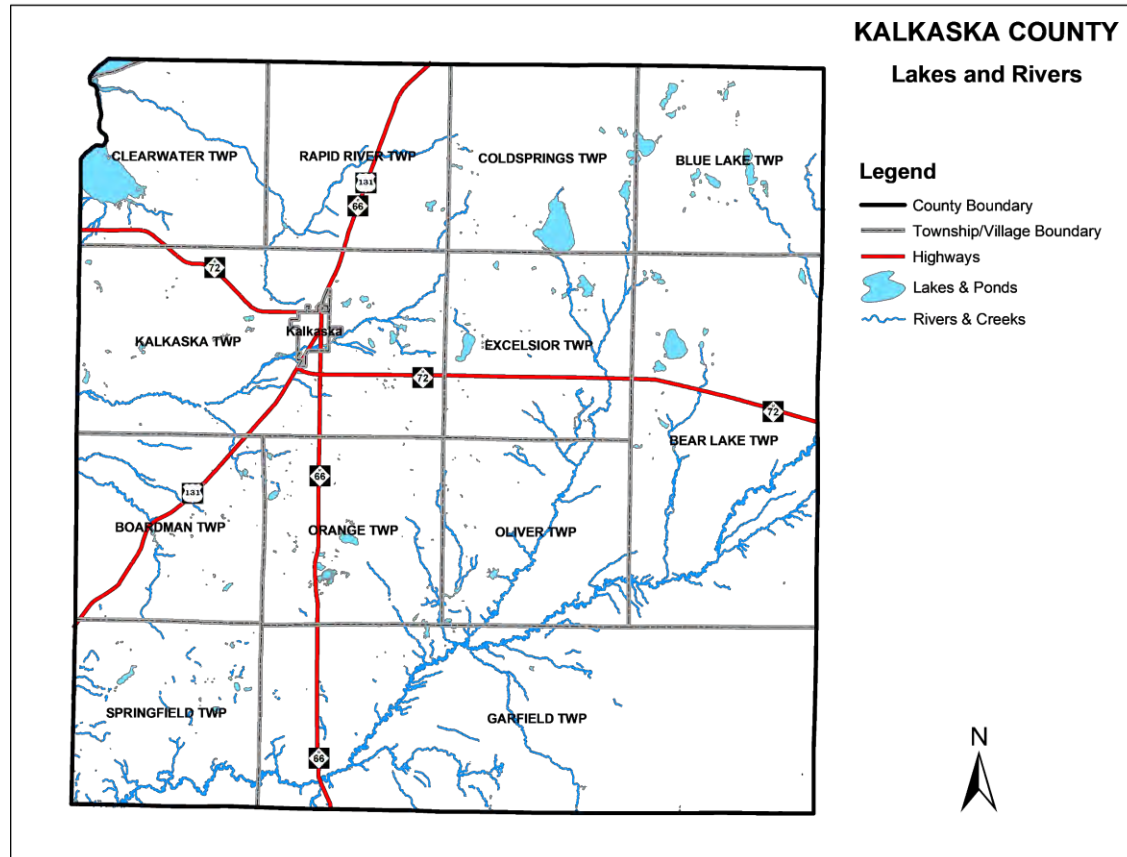 KALKASKA COUNTY
Lakes and Rivers
Legend
County Boundary
Township/Village Boundary
Highways
Lakes & Ponds
Rivers & Creeks
CLEARWATER TWP
RAPID RIVER TWP
COLDSPRINGS TWP
BLUE LAKE TWP
131
66
72
KALKASKA TWP
Kalkaska
EXCELSIOR TWP
72
72
BEAR LAKE TWP
66
131
BOARDMAN TWP
ORANGE TWP
OLIVER TWP
SPRINGFIELD TWP
GARFIELD TWP
66
N